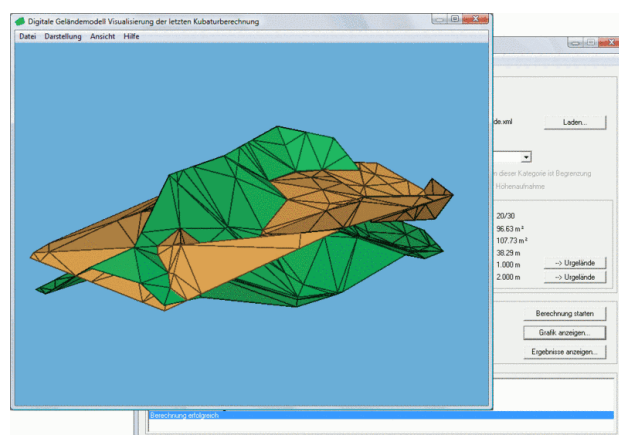 Digitale Geländemodell Visualisierung der letzten Kubaturberechnung
Datei Darstellung Ansicht Hilfe
de.xml
Laden...
n dieser Kategorie ist Begrenzung
Höhenaufnahme
20/30
96.63 m²
107.73 m²
38.29 m
1.000 m
--> Urgelände
2.000 m
--> Urgelände
Berechnung starten
Grafik anzeigen...
Ergebnisse anzeigen...
Berechnung erfolgreich